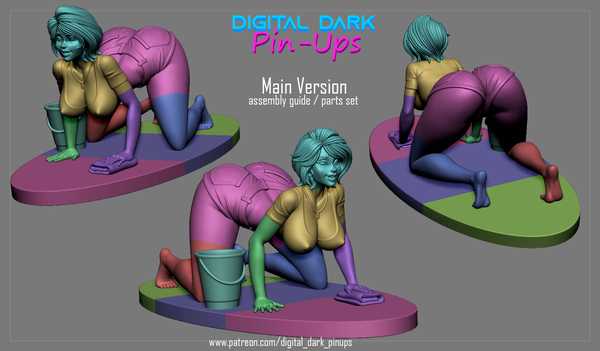 DIGITAL DARK
Pin-Ups
Main Version
assembly guide / parts set
www.patreon.com/digital_dark_pinups